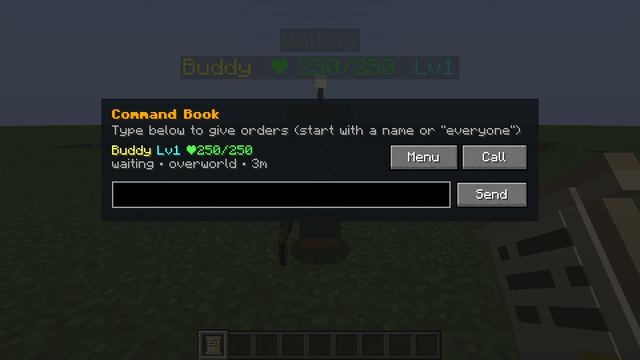 waiting
Buddy ♥ 250/250 Lv1
Command Book
Type below to give orders (start with a name or "everyone")
Buddy Lv1 ♥250/250
waiting • overworld • 3m
Menu
Call
Send